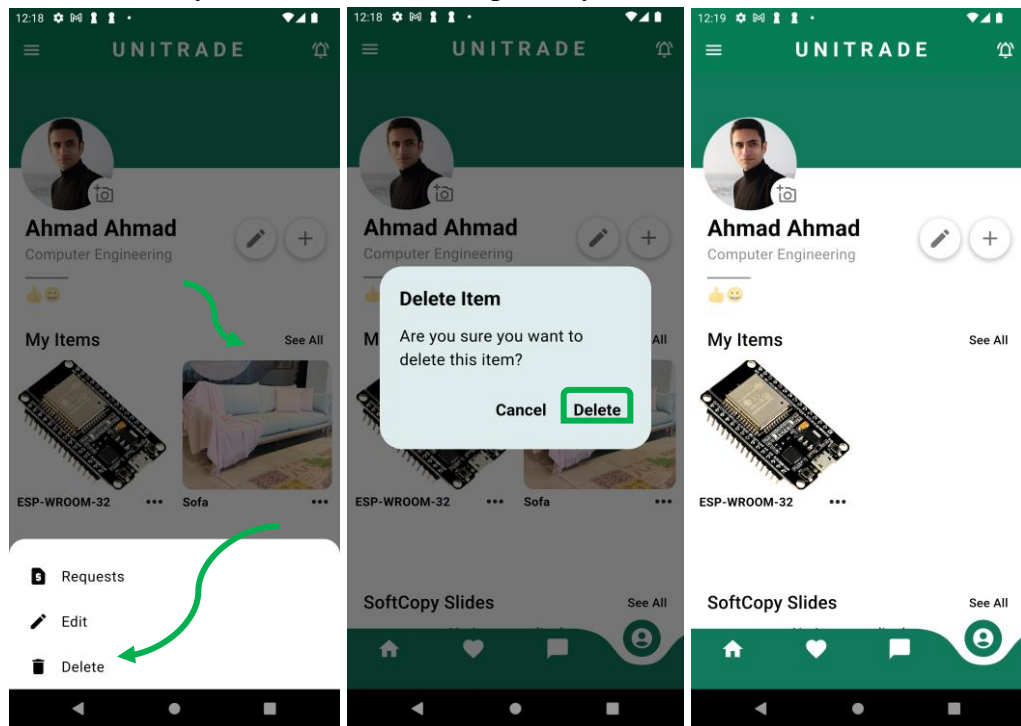 12:18
UNITRADE
Ahmad Ahmad
Computer Engineering
My Items
See All
ESP-WROOM-32
Sofa
Requests
Edit
Delete
12:18
UNITRADE
Ahmad Ahmad
Computer Engineering
Delete Item
Are you sure you want to
delete this item?
Cancel
Delete
M
All
ESP-WROOM-32
Sofa
SoftCopy Slides
See All
12:19
UNITRADE
Ahmad Ahmad
Computer Engineering
My Items
See All
ESP-WROOM-32
SoftCopy Slides
See All